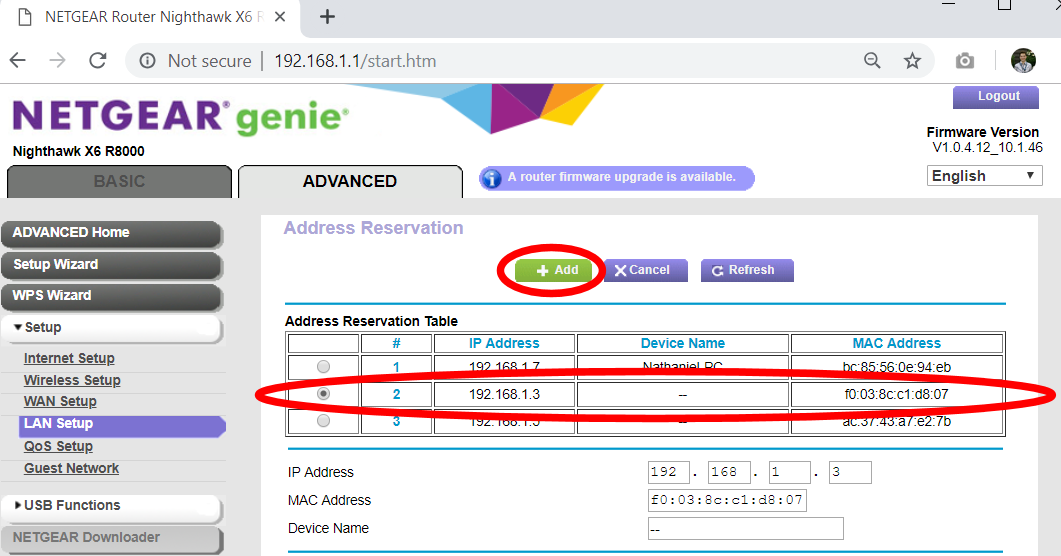 NETGEAR Router Nighthawk X6 R
Not secure | 192.168.1.1/start.htm
NETGEAR® genie®
Logout
Nighthawk X6 R8000
Firmware Version
V1.0.4.12_10.1.46
BASIC
ADVANCED
A router firmware upgrade is available.
English
ADVANCED Home
Setup Wizard
WPS Wizard
Setup
Internet Setup
Wireless Setup
WAN Setup
LAN Setup
QoS Setup
Guest Network
USB Functions
NETGEAR Downloader
Address Reservation
Add Cancel Refresh
Address Reservation Table
# IP Address Device Name MAC Address
1 192.168.1.7 Nathaniel PC bc:85:56:0e:94:eb
2 192.168.1.3 -- f0:03:8c:c1:d8:07
3 192.168.1.5 -- ac:37:43:a7:e2:7b
IP Address 192 . 168 . 1 . 3
MAC Address f0:03:8c:c1:d8:07
Device Name --